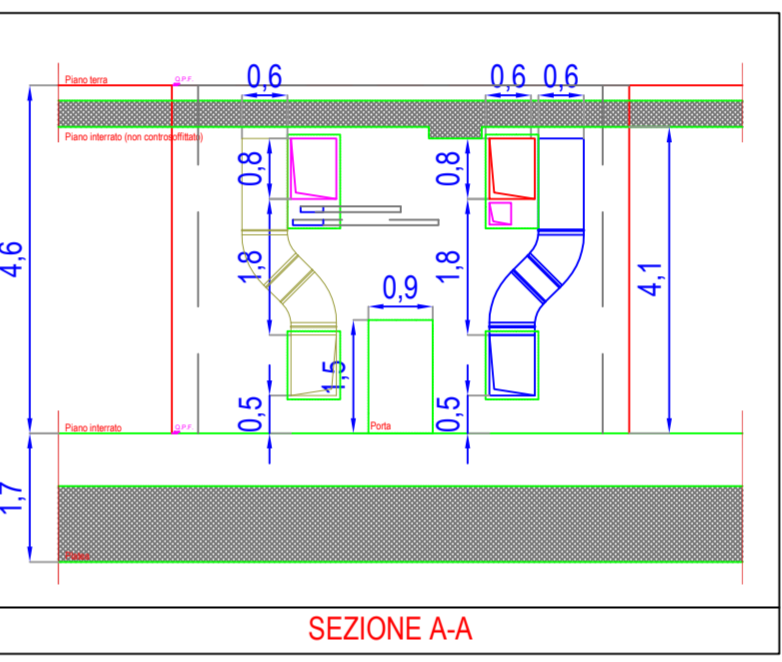 0,6
0,6
0,6
Piano terra
Q.P.F.
Piano interrato (non controsoffittato)
0,8
0,8
4,6
1,8
1,8
4,1
0,9
1,5
0,5
0,5
Porta
Piano interrato
Q.P.F.
1,7
Platea
SEZIONE A-A